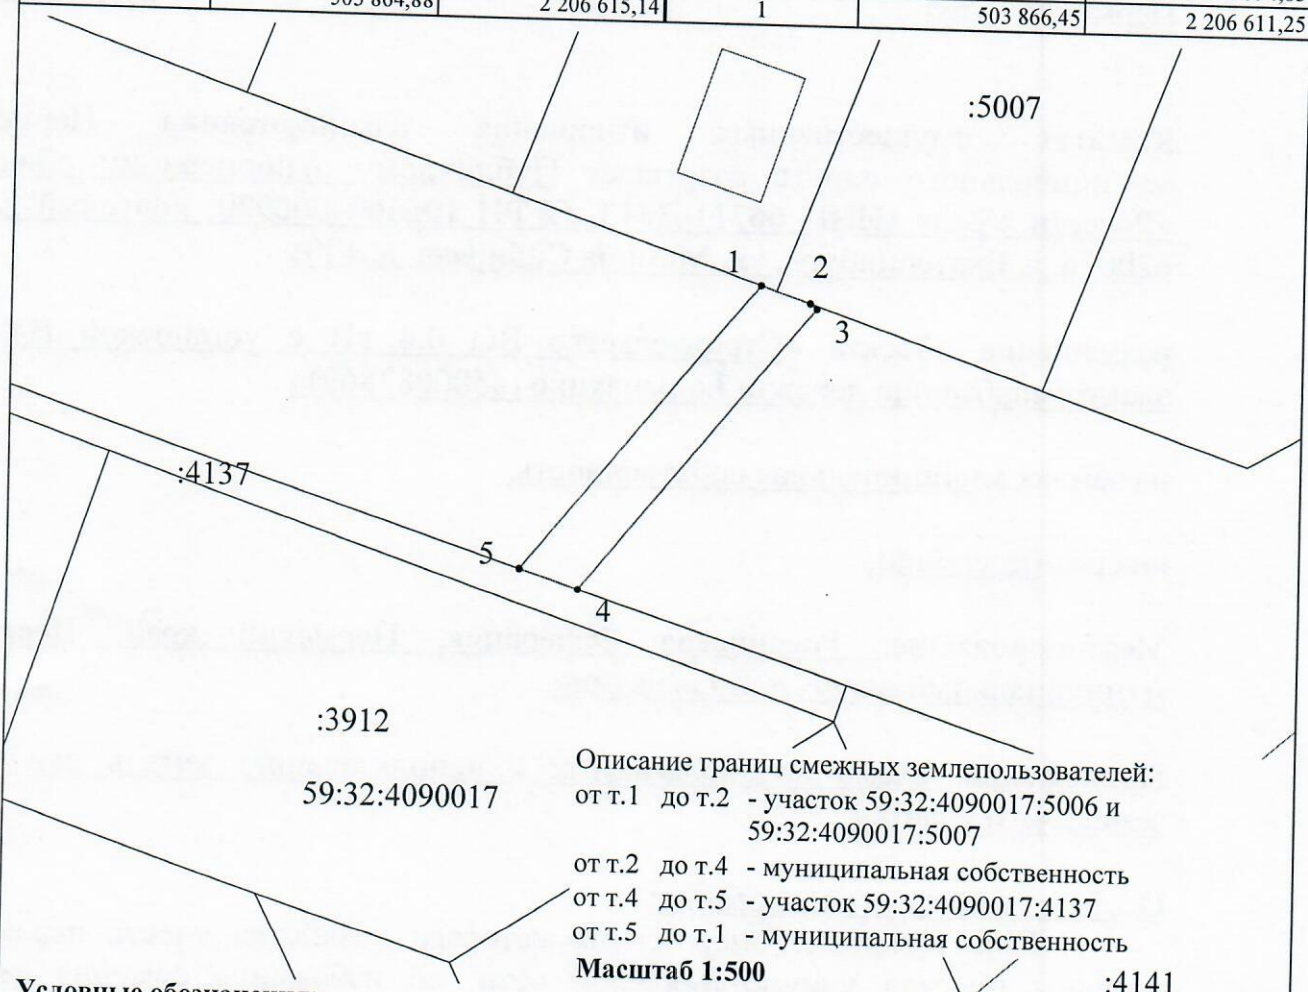 503 864,88 2 206 615,14 1 503 866,45 2 206 611,25
:5007
1 2
3
:4137
5
4
:3912
59:32:4090017
Описание границ смежных землепользователей:
от т.1 до т.2 - участок 59:32:4090017:5006 и
59:32:4090017:5007
от т.2 до т.4 - муниципальная собственность
от т.4 до т.5 - участок 59:32:4090017:4137
от т.5 до т.1 - муниципальная собственность
Масштаб 1:500
:4141
Условные обозначения: